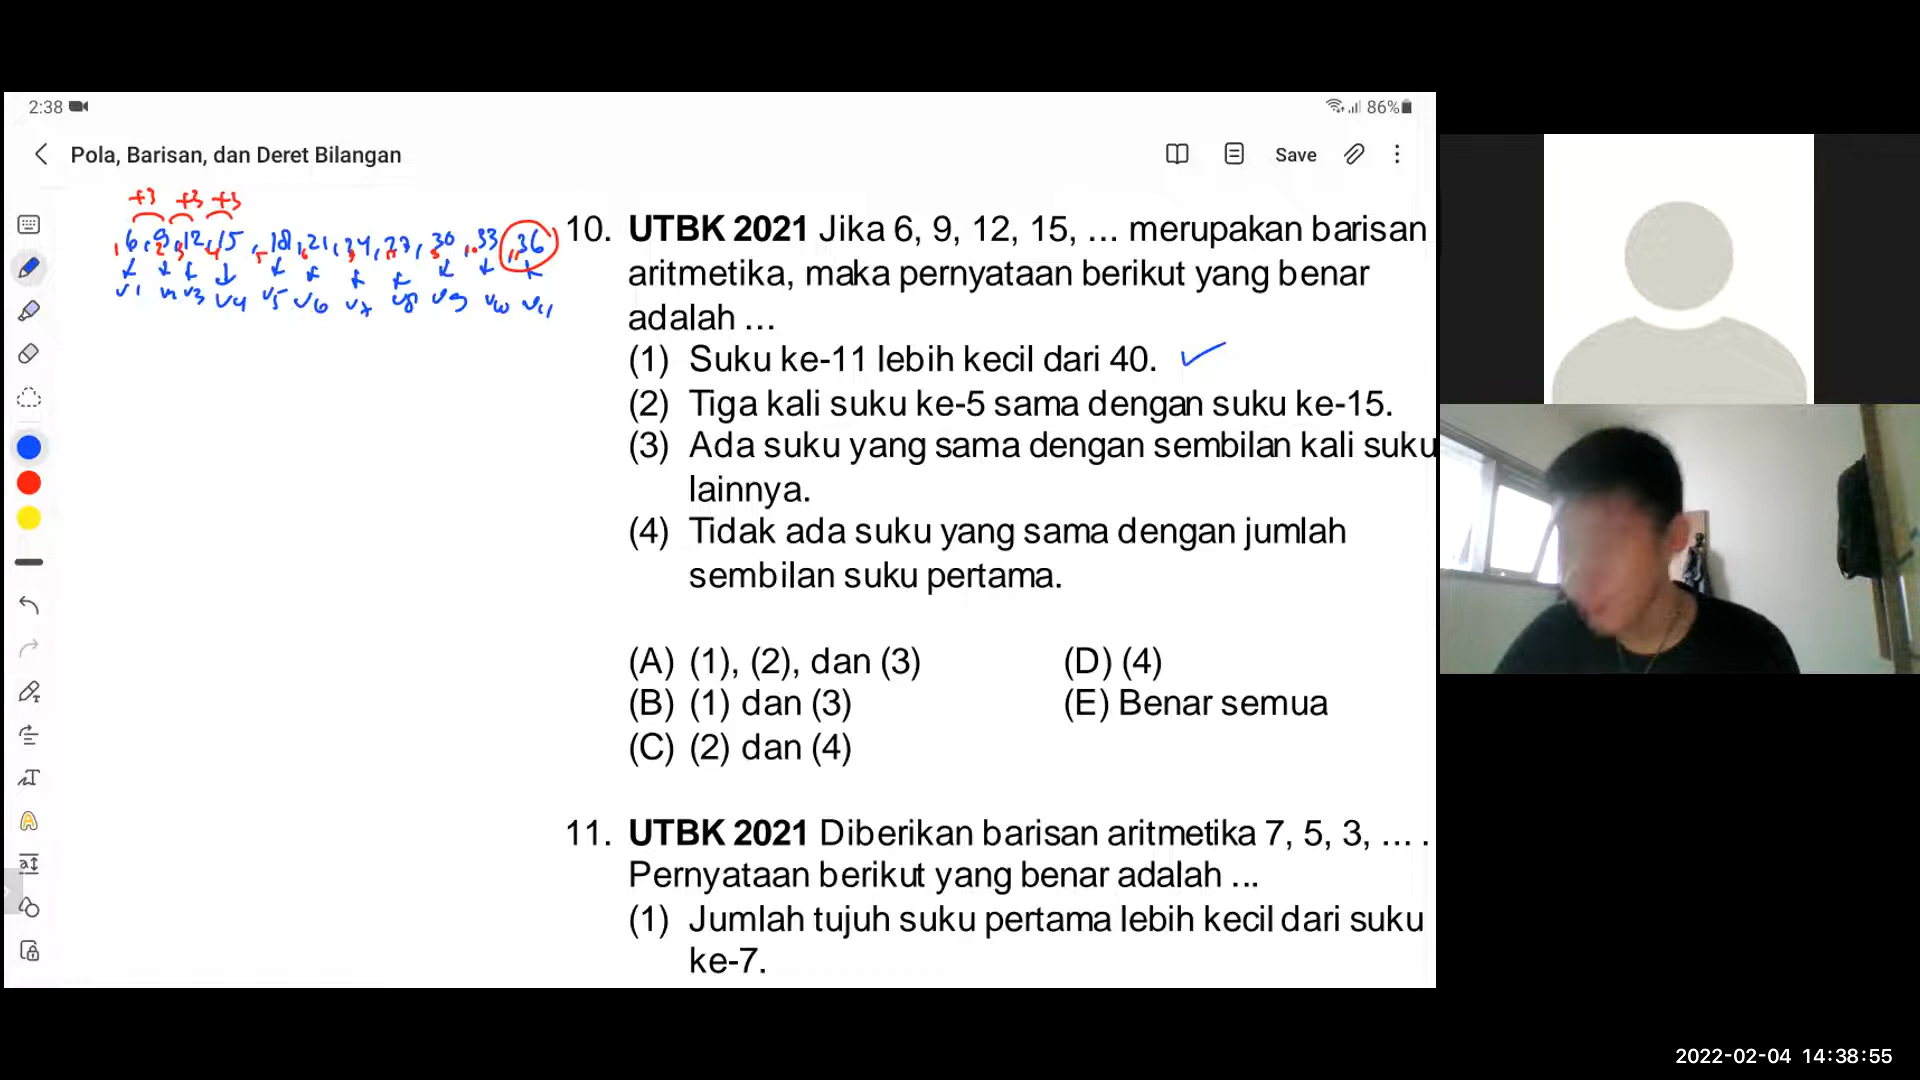 2:38
86%
Pola, Barisan, dan Deret Bilangan
Save
+3 +3 +3
6, 9, 12, 15, 18, 21, 24, 27, 30, 33, 36
10. UTBK 2021 Jika 6, 9, 12, 15, ... merupakan barisan
aritmetika, maka pernyataan berikut yang benar
adalah ...
(1) Suku ke-11 lebih kecil dari 40.
(2) Tiga kali suku ke-5 sama dengan suku ke-15.
(3) Ada suku yang sama dengan sembilan kali suku
lainnya.
(4) Tidak ada suku yang sama dengan jumlah
sembilan suku pertama.
(A) (1), (2), dan (3) (D) (4)
(B) (1) dan (3) (E) Benar semua
(C) (2) dan (4)
11. UTBK 2021 Diberikan barisan aritmetika 7, 5, 3, ... .
Pernyataan berikut yang benar adalah ...
(1) Jumlah tujuh suku pertama lebih kecil dari suku
ke-7.
2022-02-04 14:38:55